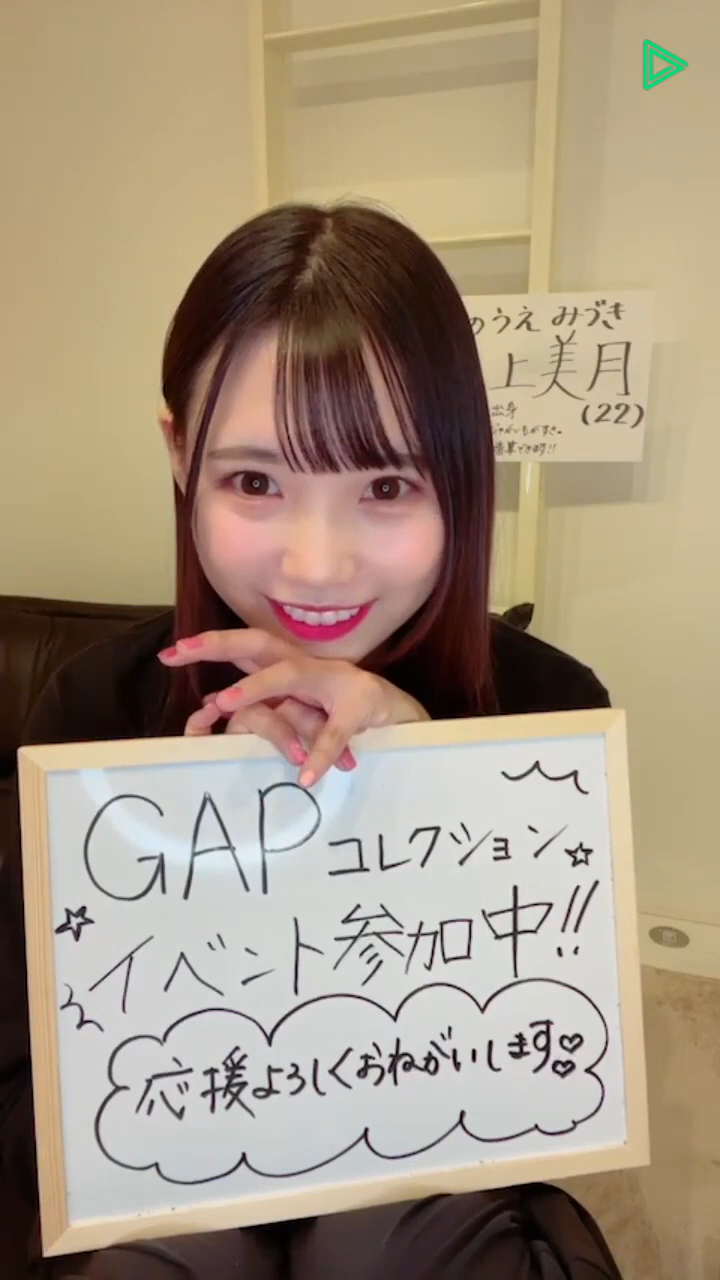 のうえ みづき
上美月
(22)
出身
GAPコレクション
イベント参加中!!
応援よろしくおねがいします